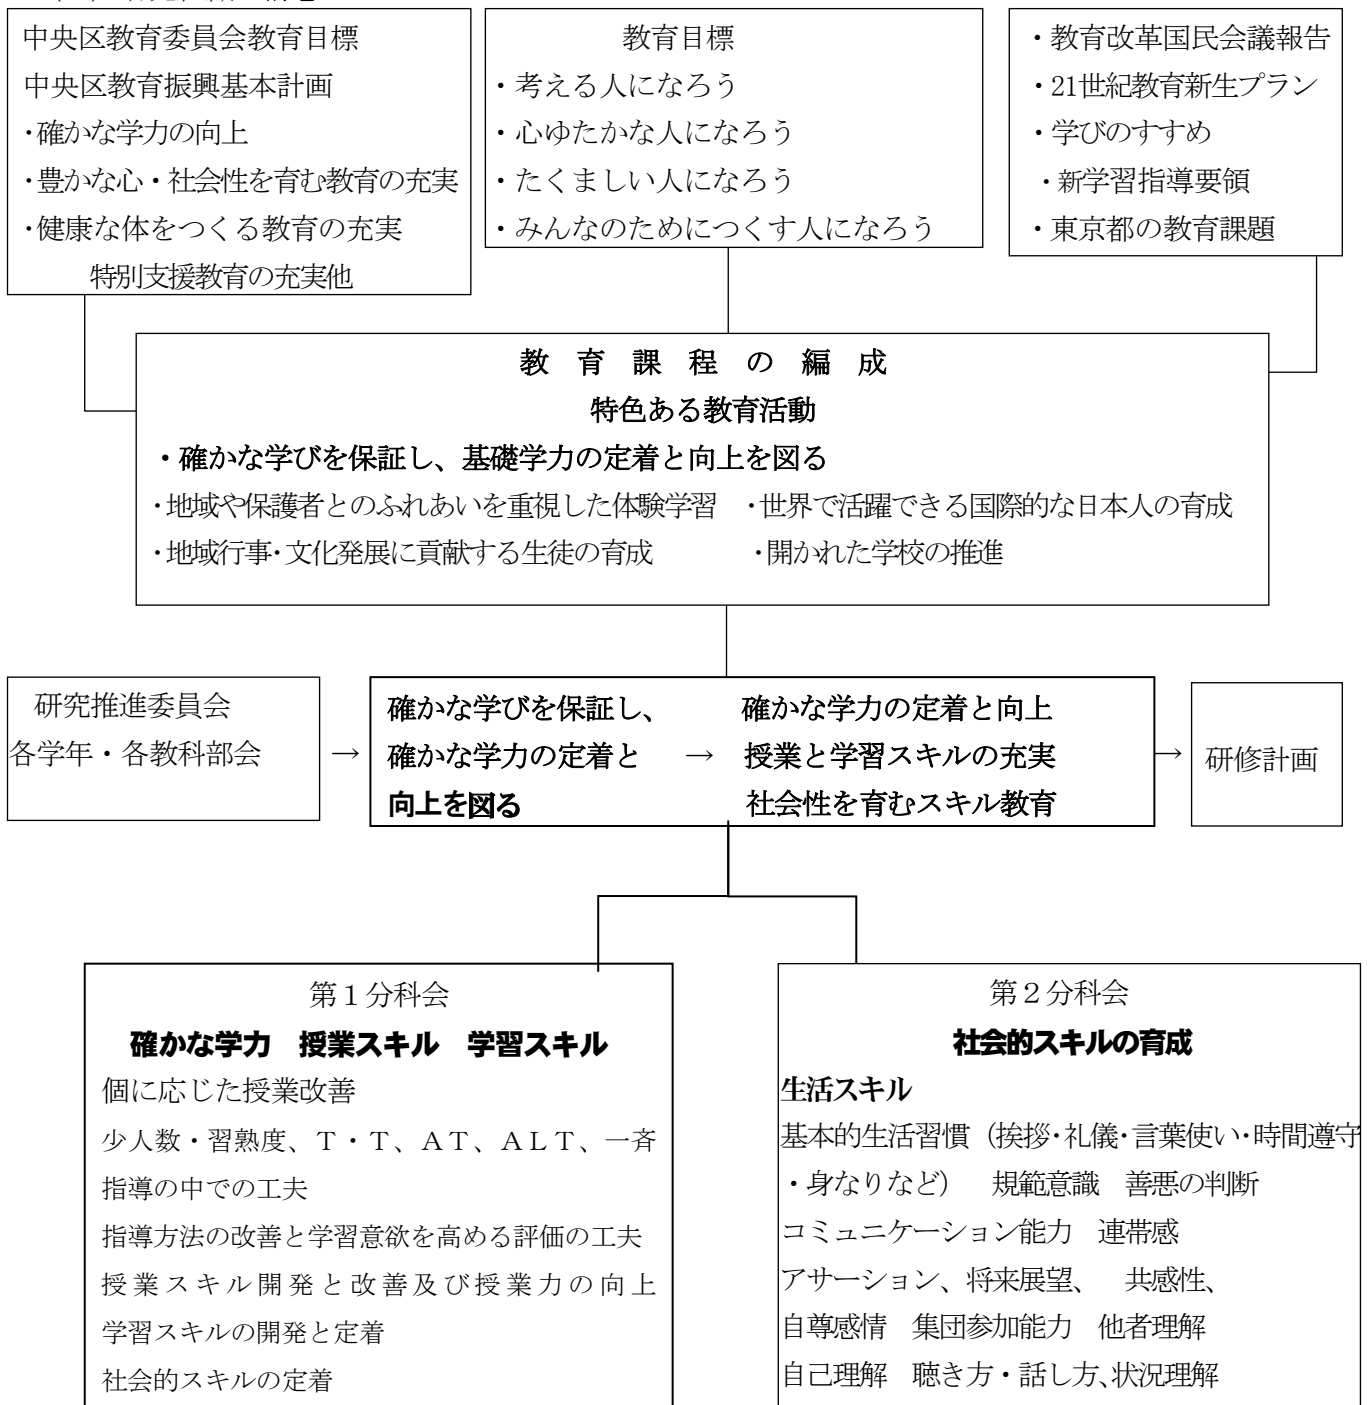 中央区教育委員会教育目標
中央区教育振興基本計画
・確かな学力の向上
・豊かな心・社会性を育む教育の充実
・健康な体をつくる教育の充実
特別支援教育の充実他
教育目標
・考える人になろう
・心ゆたかな人になろう
・たくましい人になろう
・みんなのためにつくす人になろう
・教育改革国民会議報告
・21世紀教育新生プラン
・学びのすすめ
・新学習指導要領
・東京都の教育課題
教 育 課 程 の 編 成
特色ある教育活動
・確かな学びを保証し、基礎学力の定着と向上を図る
・地域や保護者とのふれあいを重視した体験学習 ・世界で活躍できる国際的な日本人の育成
・地域行事・文化発展に貢献する生徒の育成 ・開かれた学校の推進
研究推進委員会
各学年・各教科部会
→
確かな学びを保証し、
確かな学力の定着と
向上を図る
→
確かな学力の定着と向上
授業と学習スキルの充実
社会性を育むスキル教育
→
研修計画
第1分科会
確かな学力 授業スキル 学習スキル
個に応じた授業改善
少人数・習熟度、T・T、AT、ALT、一斉
指導の中での工夫
指導方法の改善と学習意欲を高める評価の工夫
授業スキル開発と改善及び授業力の向上
学習スキルの開発と定着
社会的スキルの定着
第2分科会
社会的スキルの育成
生活スキル
基本的生活習慣（挨拶・礼儀・言葉使い・時間遵守
・身なりなど） 規範意識 善悪の判断
コミュニケーション能力 連帯感
アサーション、将来展望、 共感性、
自尊感情 集団参加能力 他者理解
自己理解 聴き方・話し方、状況理解